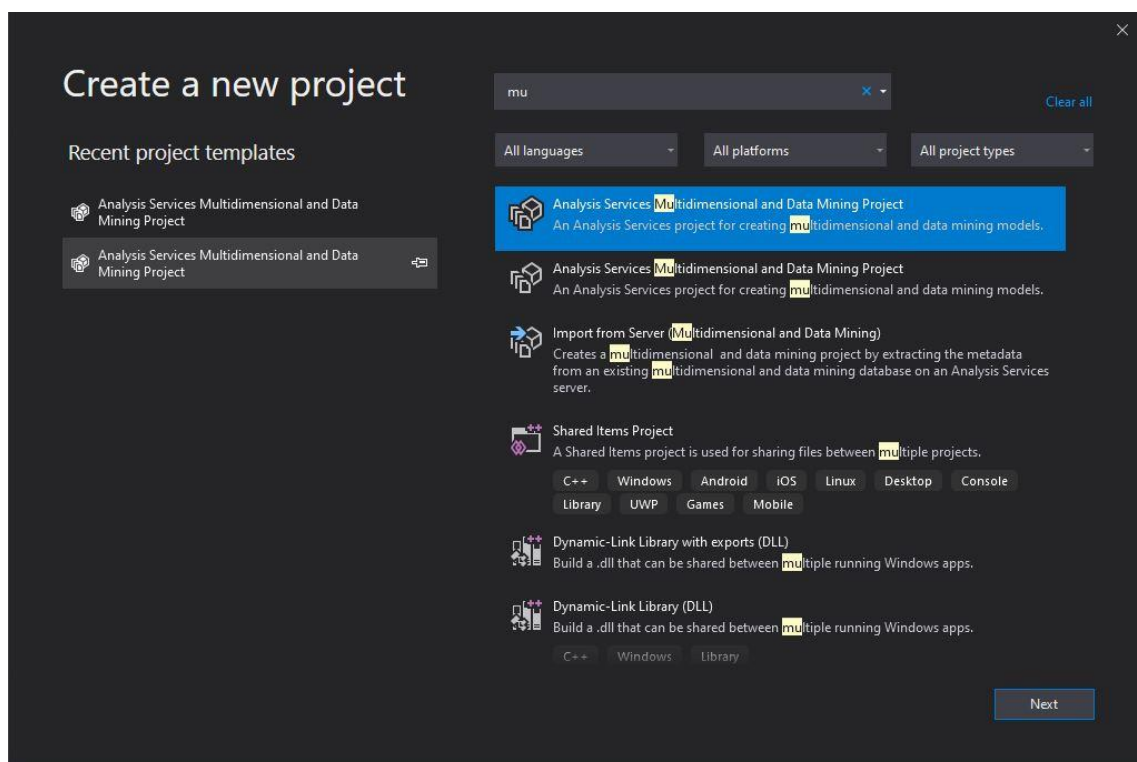 Create a new project
mu
Clear all
Recent project templates
All languages
All platforms
All project types
Analysis Services Multidimensional and Data
Mining Project
Analysis Services Multidimensional and Data
Mining Project
Analysis Services Multidimensional and Data Mining Project
An Analysis Services project for creating multidimensional and data mining models.
Analysis Services Multidimensional and Data Mining Project
An Analysis Services project for creating multidimensional and data mining models.
Import from Server (Multidimensional and Data Mining)
Creates a multidimensional and data mining project by extracting the metadata
from an existing multidimensional and data mining database on an Analysis Services
server.
Shared Items Project
A Shared Items project is used for sharing files between multiple projects.
C++ Windows Android iOS Linux Desktop Console
Library UWP Games Mobile
Dynamic-Link Library with exports (DLL)
Build a .dll that can be shared between multiple running Windows apps.
Dynamic-Link Library (DLL)
Build a .dll that can be shared between multiple running Windows apps.
C++ Windows Library
Next